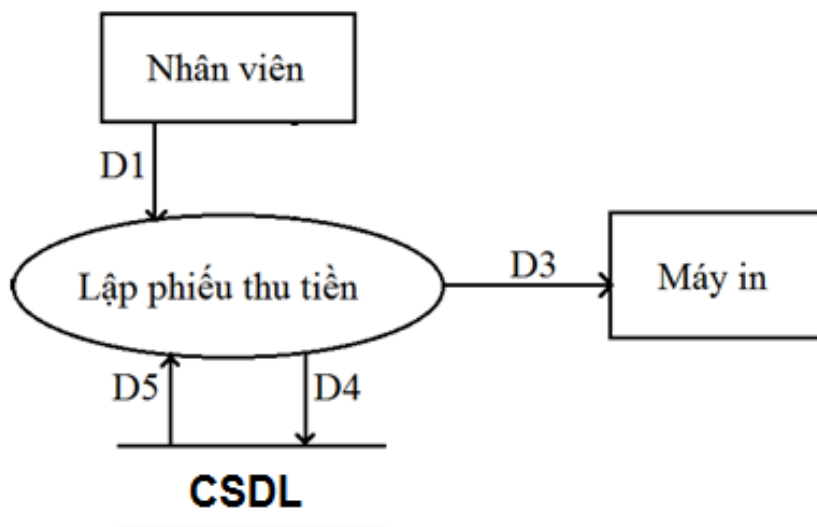 Nhân viên
D1
Lập phiếu thu tiền
D3
Máy in
D5
D4
CSDL